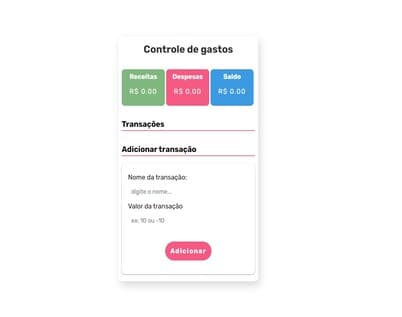 Controle de gastos
Receitas Despesas Saldo
R$ 0.00 R$ 0.00 R$ 0.00
Transações
Adicionar transação
Nome da transação:
digite o nome...
Valor da transação
ex: 10 ou -10
Adicionar